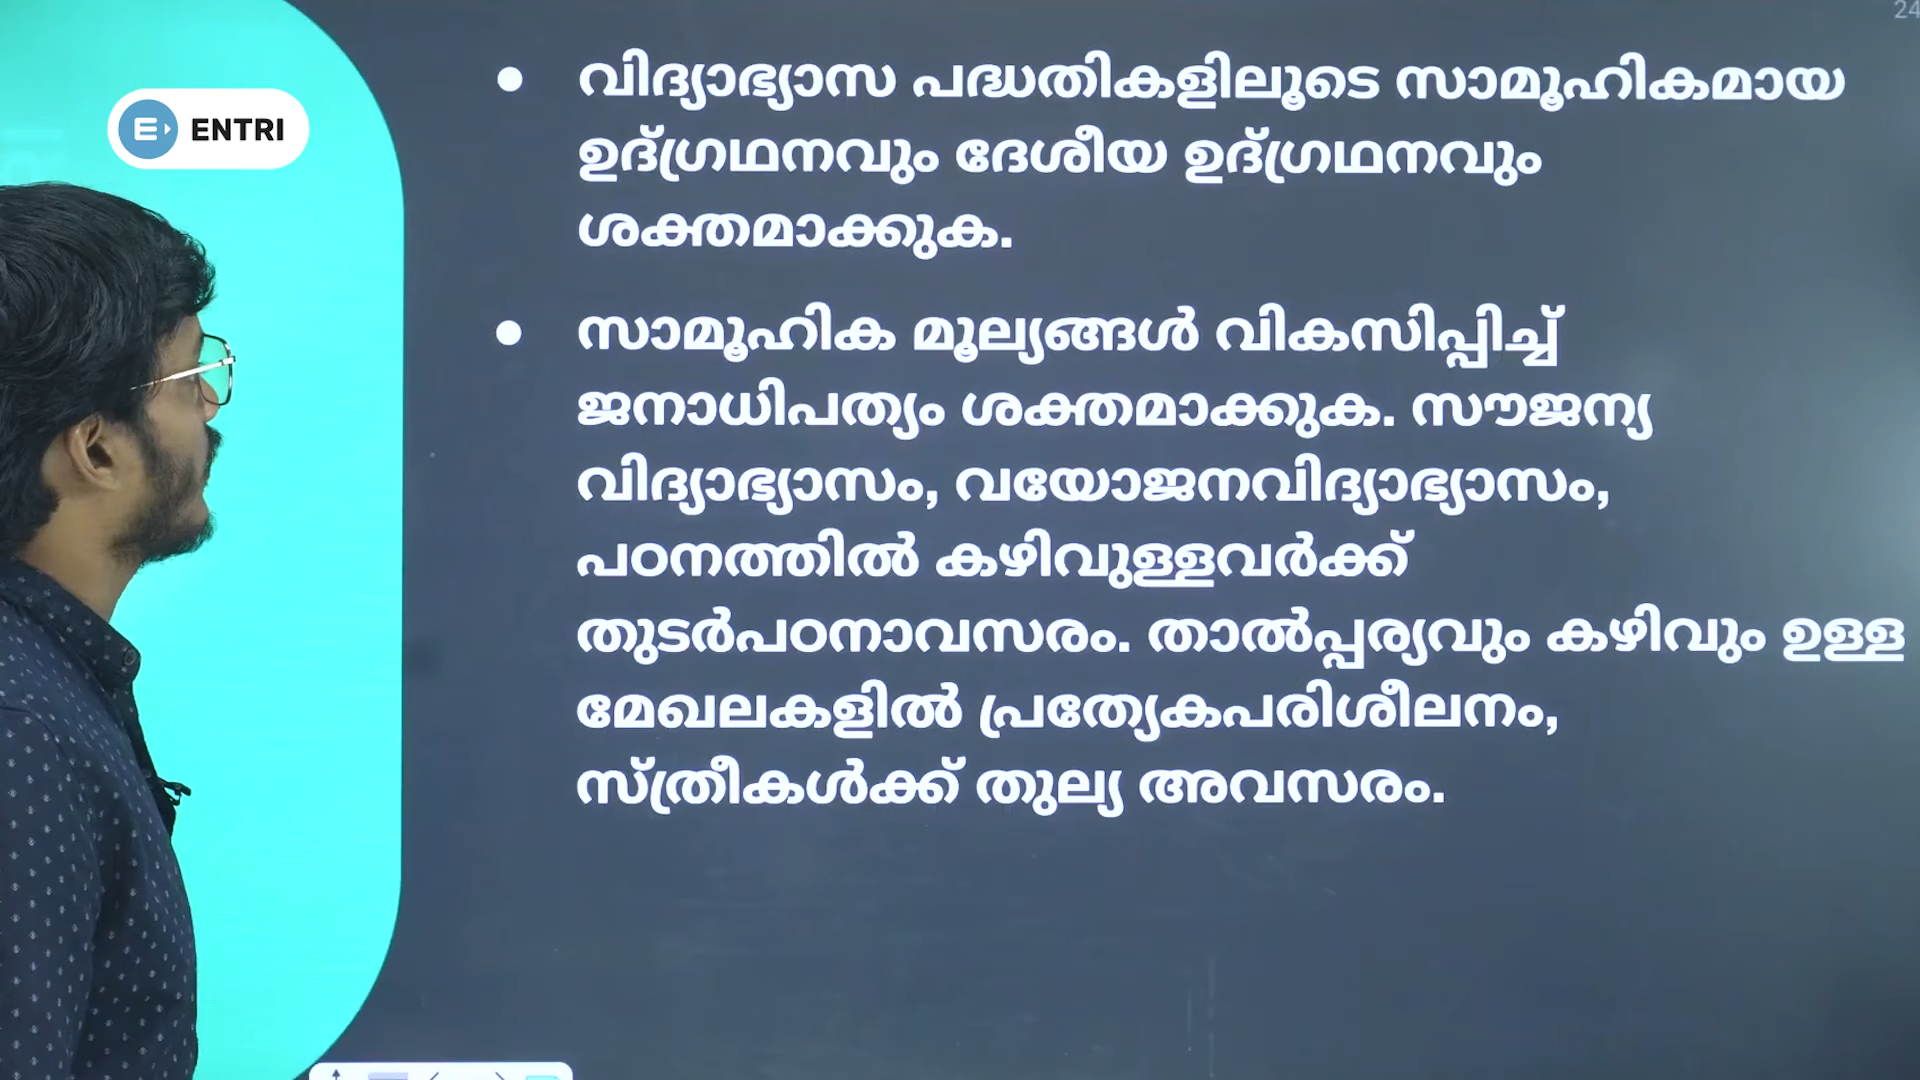 24
ENTRI
വിദ്യാഭ്യാസ പദ്ധതികളിലൂടെ സാമൂഹികമായ
ഉദ്ഗ്രഥനവും ദേശീയ ഉദ്ഗ്രഥനവും
ശക്തമാക്കുക.
സാമൂഹിക മൂല്യങ്ങൾ വികസിപ്പിച്ച്
ജനാധിപത്യം ശക്തമാക്കുക. സൗജന്യ
വിദ്യാഭ്യാസം, വയോജനവിദ്യാഭ്യാസം,
പഠനത്തിൽ കഴിവുള്ളവർക്ക്
തുടർപഠനാവസരം. താൽപ്പര്യവും കഴിവും ഉള്ള
മേഖലകളിൽ പ്രത്യേകപരിശീലനം,
സ്ത്രീകൾക്ക് തുല്യ അവസരം.